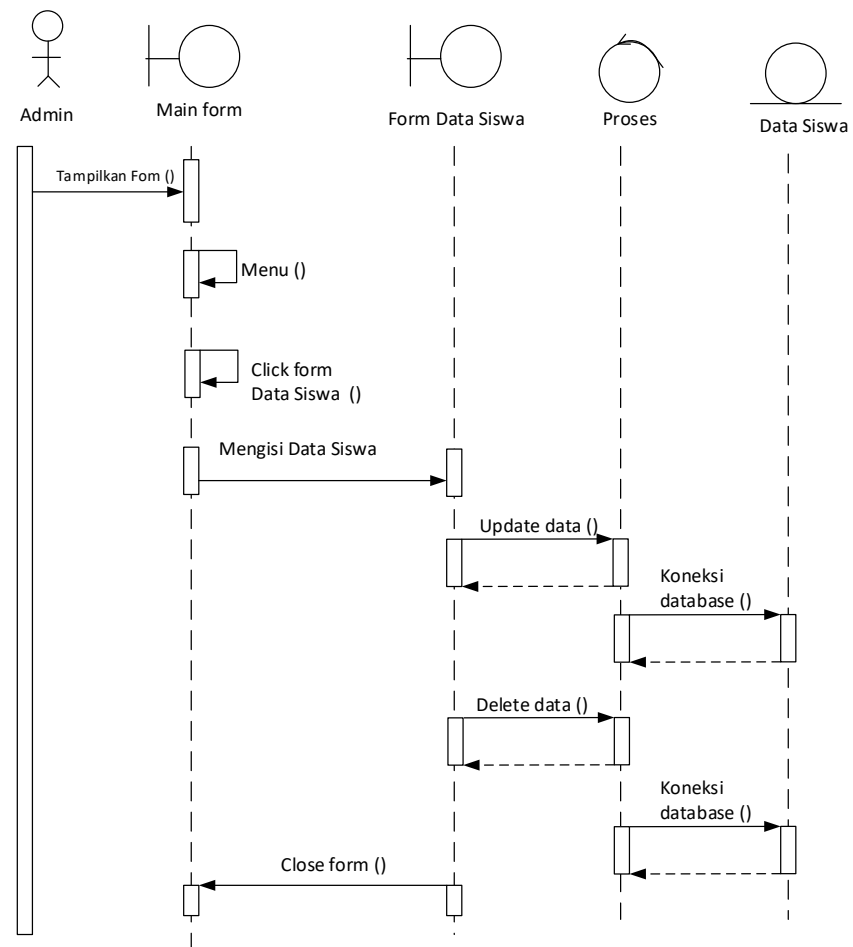 Admin
Main form
Form Data Siswa
Proses
Data Siswa
Tampilkan Fom ()
Menu ()
Click form
Data Siswa ()
Mengisi Data Siswa
Update data ()
Koneksi
database ()
Delete data ()
Koneksi
database ()
Close form ()